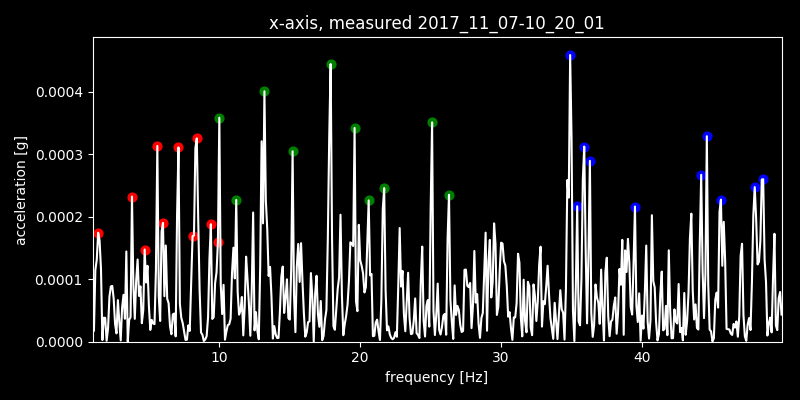 x-axis, measured 2017_11_07-10_20_01
acceleration [g]
0.0004
0.0003
0.0002
0.0001
0.0000
10 20 30 40
frequency [Hz]